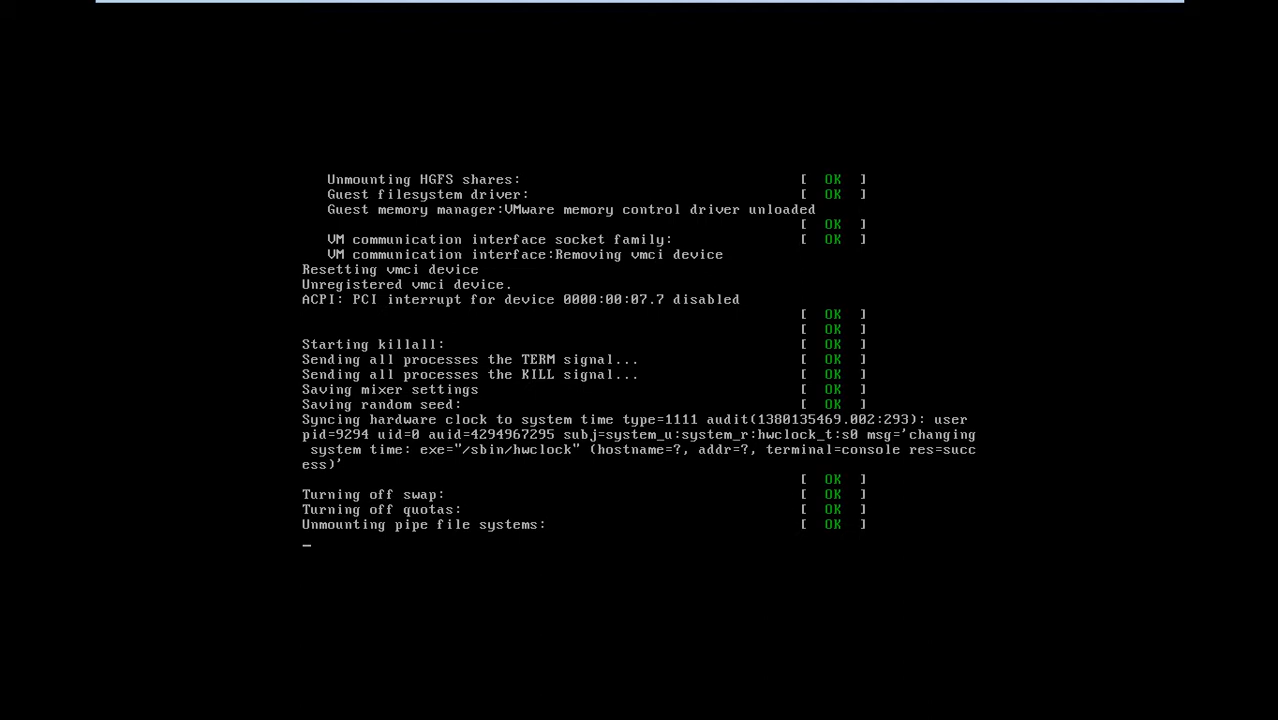 Unmounting HGFS shares: [ OK ]
Guest filesystem driver: [ OK ]
Guest memory manager:VMware memory control driver unloaded
[ OK ]
VM communication interface socket family: [ OK ]
VM communication interface:Removing vmci device
Resetting vmci device
Unregistered vmci device.
ACPI: PCI interrupt for device 0000:00:07.7 disabled
[ OK ]
[ OK ]
Starting killall: [ OK ]
Sending all processes the TERM signal... [ OK ]
Sending all processes the KILL signal... [ OK ]
Saving mixer settings [ OK ]
Saving random seed: [ OK ]
Syncing hardware clock to system time type=1111 audit(1380135469.002:293): user
pid=9294 uid=0 auid=4294967295 subj=system_u:system_r:hwclock_t:s0 msg='changing
system time: exe="/sbin/hwclock" (hostname=?, addr=?, terminal=console res=succ
ess)'
[ OK ]
Turning off swap: [ OK ]
Turning off quotas: [ OK ]
Unmounting pipe file systems: [ OK ]
_